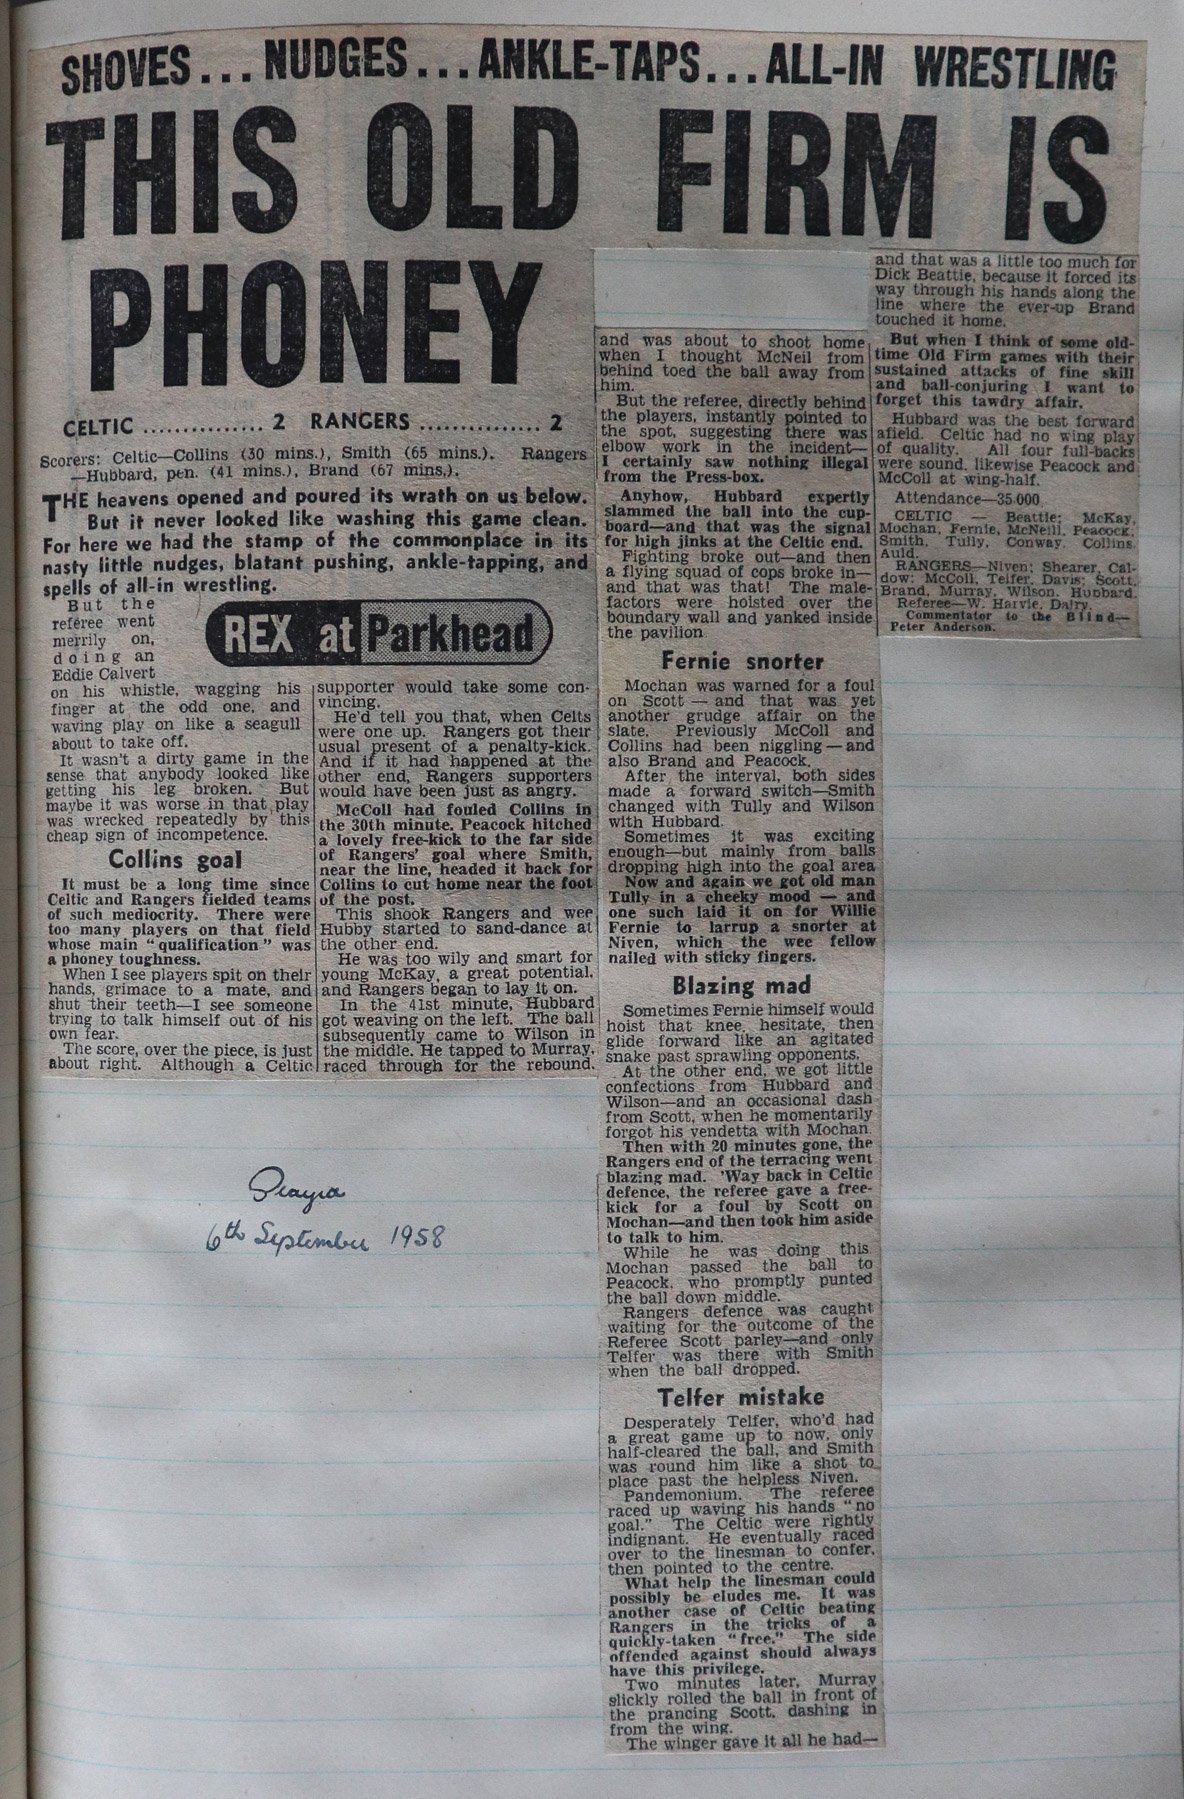 SHOVES... NUDGES...ANKLE-TAPS...ALL-IN WRESTLING
THIS OLD FIRM IS
PHONEY
CELTIC ............... 2 RANGERS ............... 2
Scorers: Celtic—Collins (30 mins.), Smith (65 mins.). Rangers
—Hubbard, pen. (41 mins.), Brand (67 mins,).
THE heavens opened and poured its wrath on us below.
But it never looked like washing this game clean.
For here we had the stamp of the commonplace in its
nasty little nudges, blatant pushing, ankle-tapping, and
spells of all-in wrestling.
But the
referee went
merrily on,
doing an
Eddie Calvert
REX at Parkhead
on his whistle, wagging his
finger at the odd one, and
waving play on like a seagull
about to take off.
It wasn't a dirty game in the
sense that anybody looked like
getting his leg broken. But
maybe it was worse in that play
was wrecked repeatedly by this
cheap sign of incompetence.
Collins goal
It must be a long time since
Celtic and Rangers fielded teams
of such mediocrity. There were
too many players on that field
whose main "qualification" was
a phoney toughness.
When I see players spit on their
hands, grimace to a mate, and
shut their teeth—I see someone
trying to talk himself out of his
own fear.
The score, over the piece, is just
about right. Although a Celtic
supporter would take some con-
vincing.
He'd tell you that, when Celts
were one up. Rangers got their
usual present of a penalty-kick.
And if it had happened at the
other end, Rangers supporters
would have been just as angry.
McColl had fouled Collins in
the 30th minute. Peacock hitched
a lovely free-kick to the far side
of Rangers' goal where Smith,
near the line, headed it back for
Collins to cut home near the foot
of the post.
This shook Rangers and wee
Hubby started to sand-dance at
the other end.
He was too wily and smart for
young McKay, a great potential,
and Rangers began to lay it on.
In the 41st minute, Hubbard
got weaving on the left. The ball
subsequently came to Wilson in
the middle. He tapped to Murray,
raced through for the rebound,
and was about to shoot home
when I thought McNeil from
behind toed the ball away from
him.
But the referee, directly behind
the players, instantly pointed to
the spot, suggesting there was
elbow work in the incident—
I certainly saw nothing illegal
from the Press-box.
Anyhow, Hubbard expertly
slammed the ball into the cup-
board—and that was the signal
for high jinks at the Celtic end.
Fighting broke out—and then
a flying squad of cops broke in—
and that was that! The male-
factors were hoisted over the
boundary wall and yanked inside
the pavilion
Fernie snorter
Mochan was warned for a foul
on Scott — and that was yet
another grudge affair on the
slate. Previously McColl and
Collins had been niggling—and
also Brand and Peacock.
After the interval, both sides
made a forward switch—Smith
changed with Tully and Wilson
with Hubbard.
Sometimes it was exciting
enough—but mainly from balls
dropping high into the goal area
Now and again we got old man
Tully in a cheeky mood — and
one such laid it on for Willie
Fernie to larrup a snorter at
Niven, which the wee fellow
nailed with sticky fingers.
Blazing mad
Sometimes Fernie himself would
hoist that knee, hesitate, then
glide forward like an agitated
snake past sprawling opponents.
At the other end, we got little
confections from Hubbard and
Wilson—and an occasional dash
from Scott, when he momentarily
forgot his vendetta with Mochan.
Then with 20 minutes gone, the
Rangers end of the terracing went
blazing mad. 'Way back in Celtic
defence, the referee gave a free-
kick for a foul by Scott on
Mochan—and then took him aside
to talk to him.
While he was doing this.
Mochan passed the ball to
Peacock, who promptly punted
the ball down middle.
Rangers defence was caught
waiting for the outcome of the
Referee Scott parley—and only
Telfer was there with Smith
when the ball dropped.
Telfer mistake
Desperately Telfer, who'd had
a great game up to now, only
half-cleared the ball, and Smith
was round him like a shot to
place past the helpless Niven.
Pandemonium. The referee
raced up waving his hands "no
goal." The Celtic were rightly
indignant. He eventually raced
over to the linesman to confer,
then pointed to the centre.
What help the linesman could
possibly be eludes me. It was
another case of Celtic beating
Rangers in the tricks of a
quickly-taken "free." The side
offended against should always
have this privilege.
Two minutes later, Murray
slickly rolled the ball in front of
the prancing Scott, dashing in
from the wing.
The winger gave it all he had—
and that was a little too much for
Dick Beattie, because it forced its
way through his hands along the
line where the ever-up Brand
touched it home.
But when I think of some old-
time Old Firm games with their
sustained attacks of fine skill
and ball-conjuring I want to
forget this tawdry affair.
Hubbard was the best forward
afield. Celtic had no wing play
of quality. All four full-backs
were sound, likewise Peacock and
McColl at wing-half.
Attendance—35,000
CELTIC — Beattie; McKay,
Mochan, Fernie, McNeill, Peacock,
Smith, Tully, Conway, Collins,
Auld.
RANGERS—Niven; Shearer, Cal-
dow; McColl, Telfer, Davis; Scott,
Brand, Murray, Wilson, Hubbard.
Referee—W. Harvie, Dalry.
Commentator to the Blind—
Peter Anderson.
6th September 1958